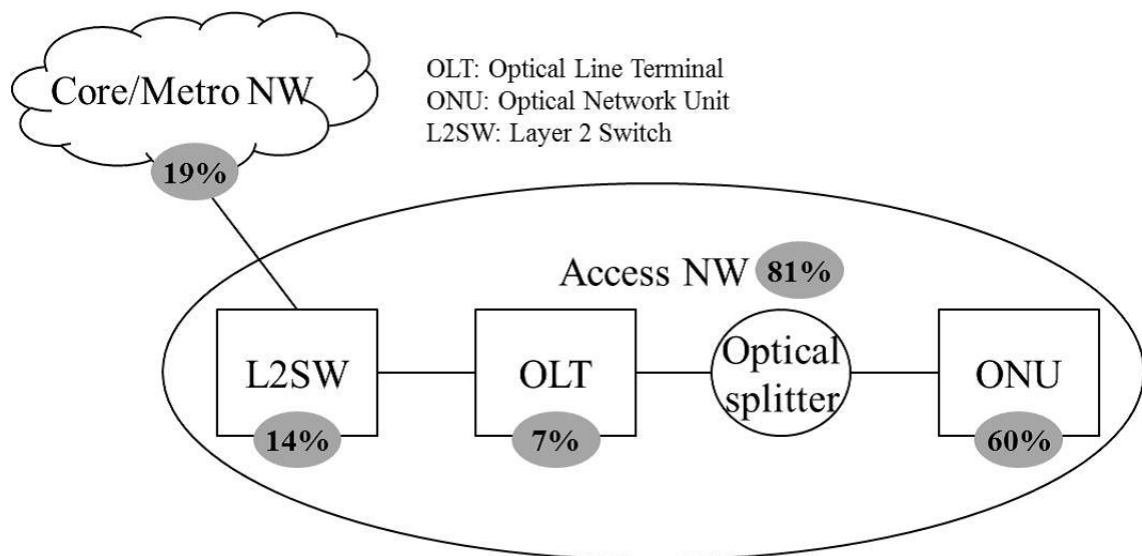 Core/Metro NW
19%
OLT: Optical Line Terminal
ONU: Optical Network Unit
L2SW: Layer 2 Switch
Access NW 81%
L2SW
14%
OLT
7%
Optical
splitter
ONU
60%